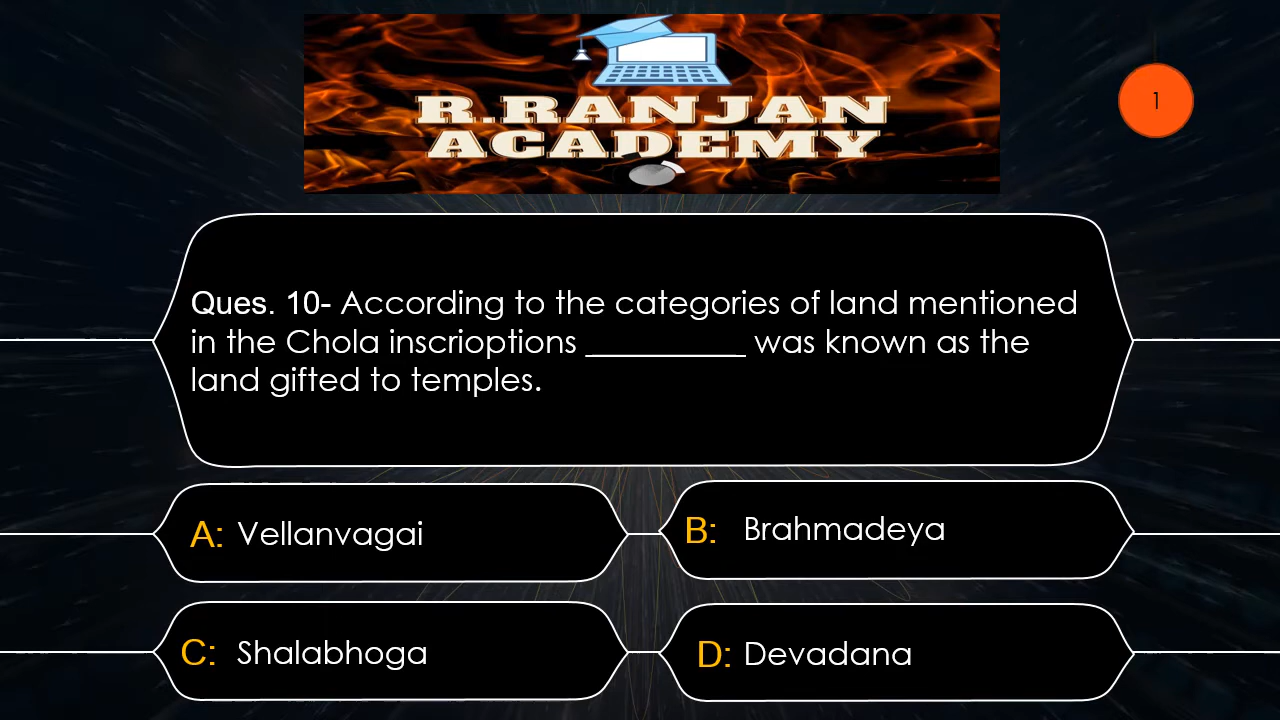 R.RANJAN
ACADEMY
1
Ques. 10- According to the categories of land mentioned
in the Chola inscrioptions __________ was known as the
land gifted to temples.
A: Vellanvagai
B: Brahmadeya
C: Shalabhoga
D: Devadana